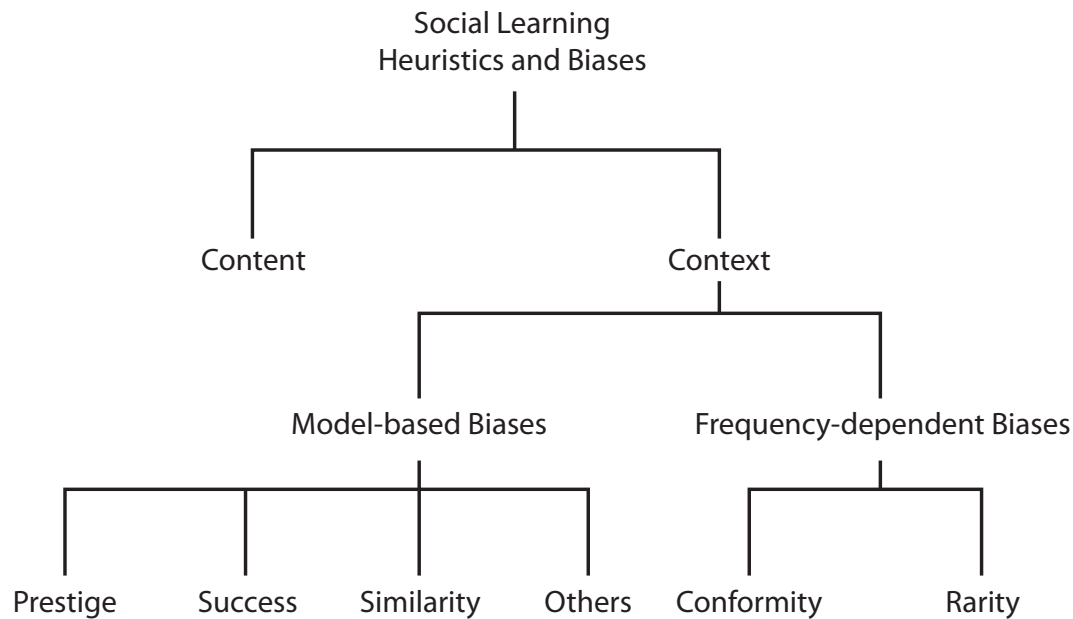 Social Learning
Heuristics and Biases
Content
Context
Model-based Biases
Frequency-dependent Biases
Prestige
Success
Similarity
Others
Conformity
Rarity